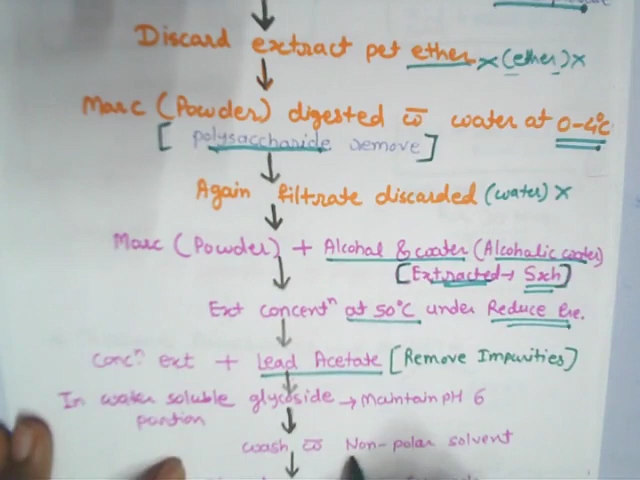 Discard extract pet ether x (ether) x
Marc (Powder) digested c̅ water at 0-4°c
[polysaccharide remove]
Again filtrate discarded (water) x
Marc (Powder) + Alcohal & water (Alcohalic water)
[Extracted → 5xh]
Ext concentⁿ at 50°C under Reduce Pre.
Concⁿ ext + Lead Acetate [Remove Impurities]
In water soluble glycoside → Maintain pH 6
portion
wash c̅ Non-polar solvent